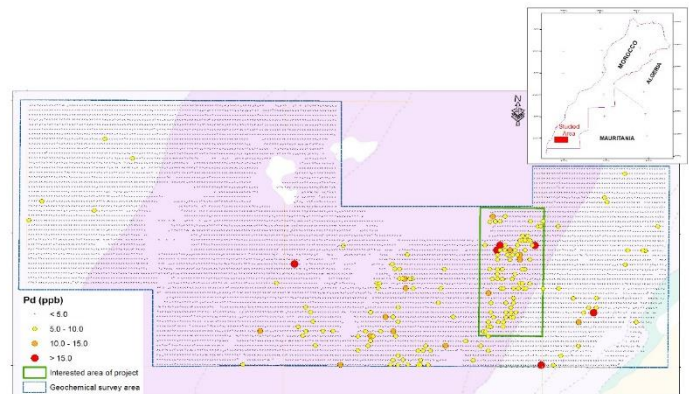 MOROCCO
ALGERIA
Studied
Area
MAURITANIA
N
Pd (ppb)
< 5.0
5.0 - 10.0
10.0 - 15.0
> 15.0
Interested area of project
Geochemical survey area